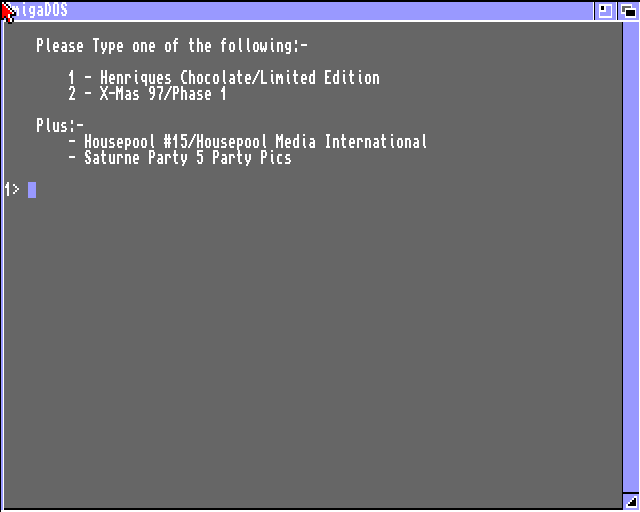 migaDOS
Please Type one of the following:-
1 - Henriques Chocolate/Limited Edition
2 - X-Mas 97/Phase 1
Plus:-
- Housepool #15/Housepool Media International
- Saturne Party 5 Party Pics
1>